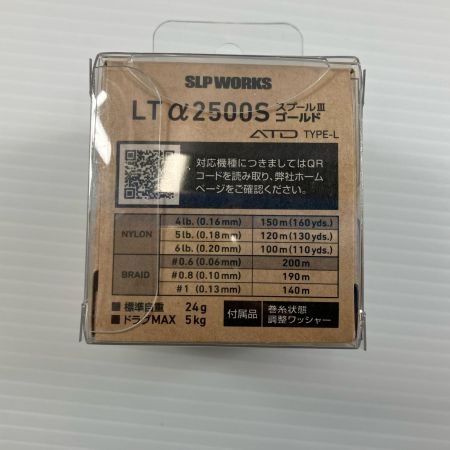 SLP WORKS
LT α2500S スプールⅢ ゴールド
ATD TYPE-L
対応機種につきましてはQR
コードを読み取り、弊社ホーム
ページをご確認ください。
NYLON
4lb. (0.16mm) 150m (160yds.)
5lb. (0.18mm) 120m (130yds.)
6lb. (0.20mm) 100m (110yds.)
BRAID
#0.6 (0.06mm) 200m
#0.8 (0.10mm) 190m
#1 (0.13mm) 140m
■標準自重 24g
■ドラグMAX 5kg
付属品
巻糸状態
調整ワッシャー